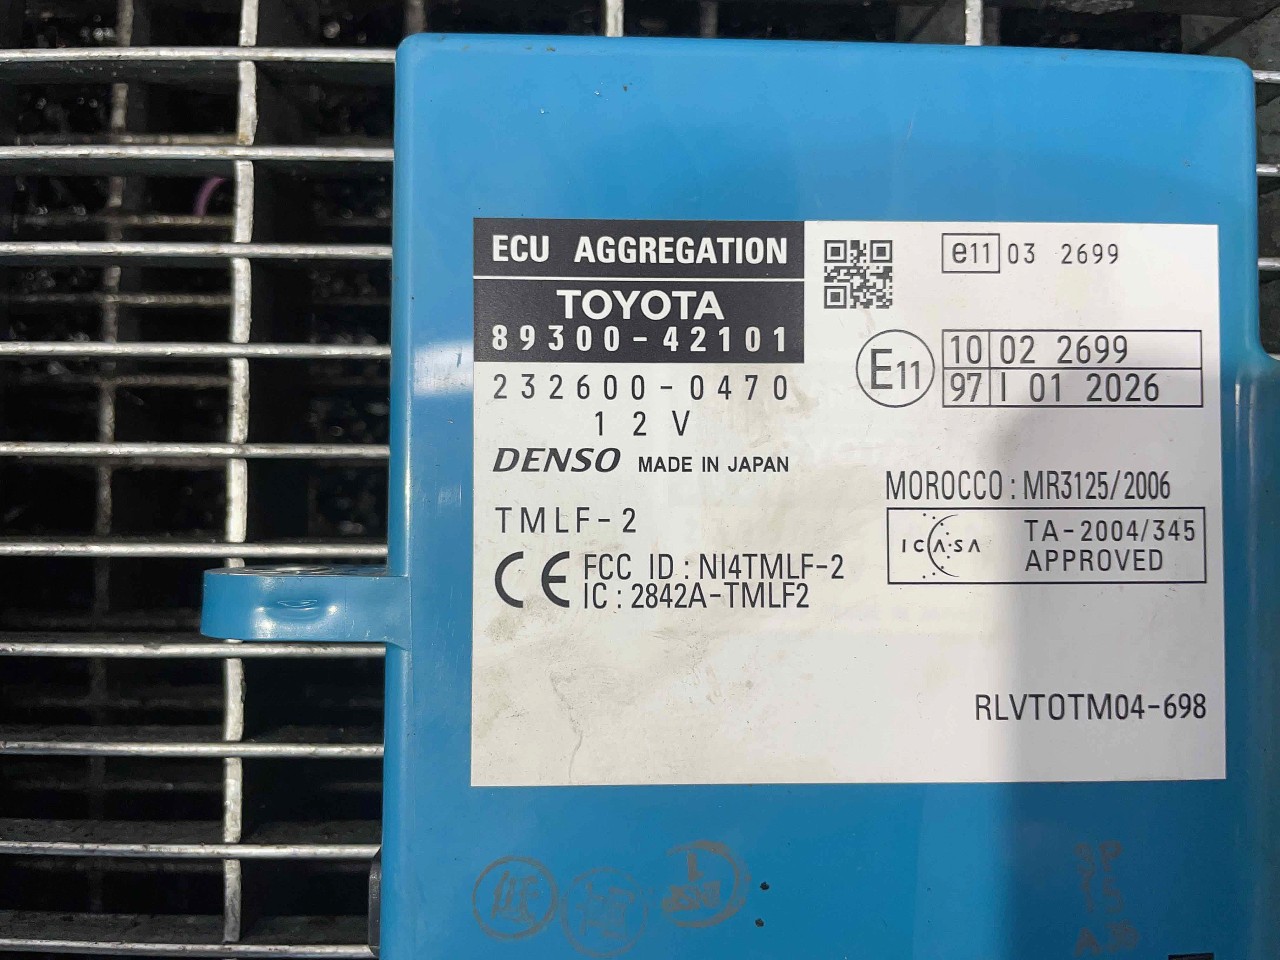 ECU AGGREGATION
TOYOTA
89300-42101
232600-0470
12V
DENSO MADE IN JAPAN
TMLF-2
CE FCC ID : NI4TMLF-2
IC : 2842A-TMLF2
e11 03 2699
E11 10 02 2699
97 I 01 2026
MOROCCO : MR3125/2006
ICASA TA-2004/345
APPROVED
RLVTOTM04-698